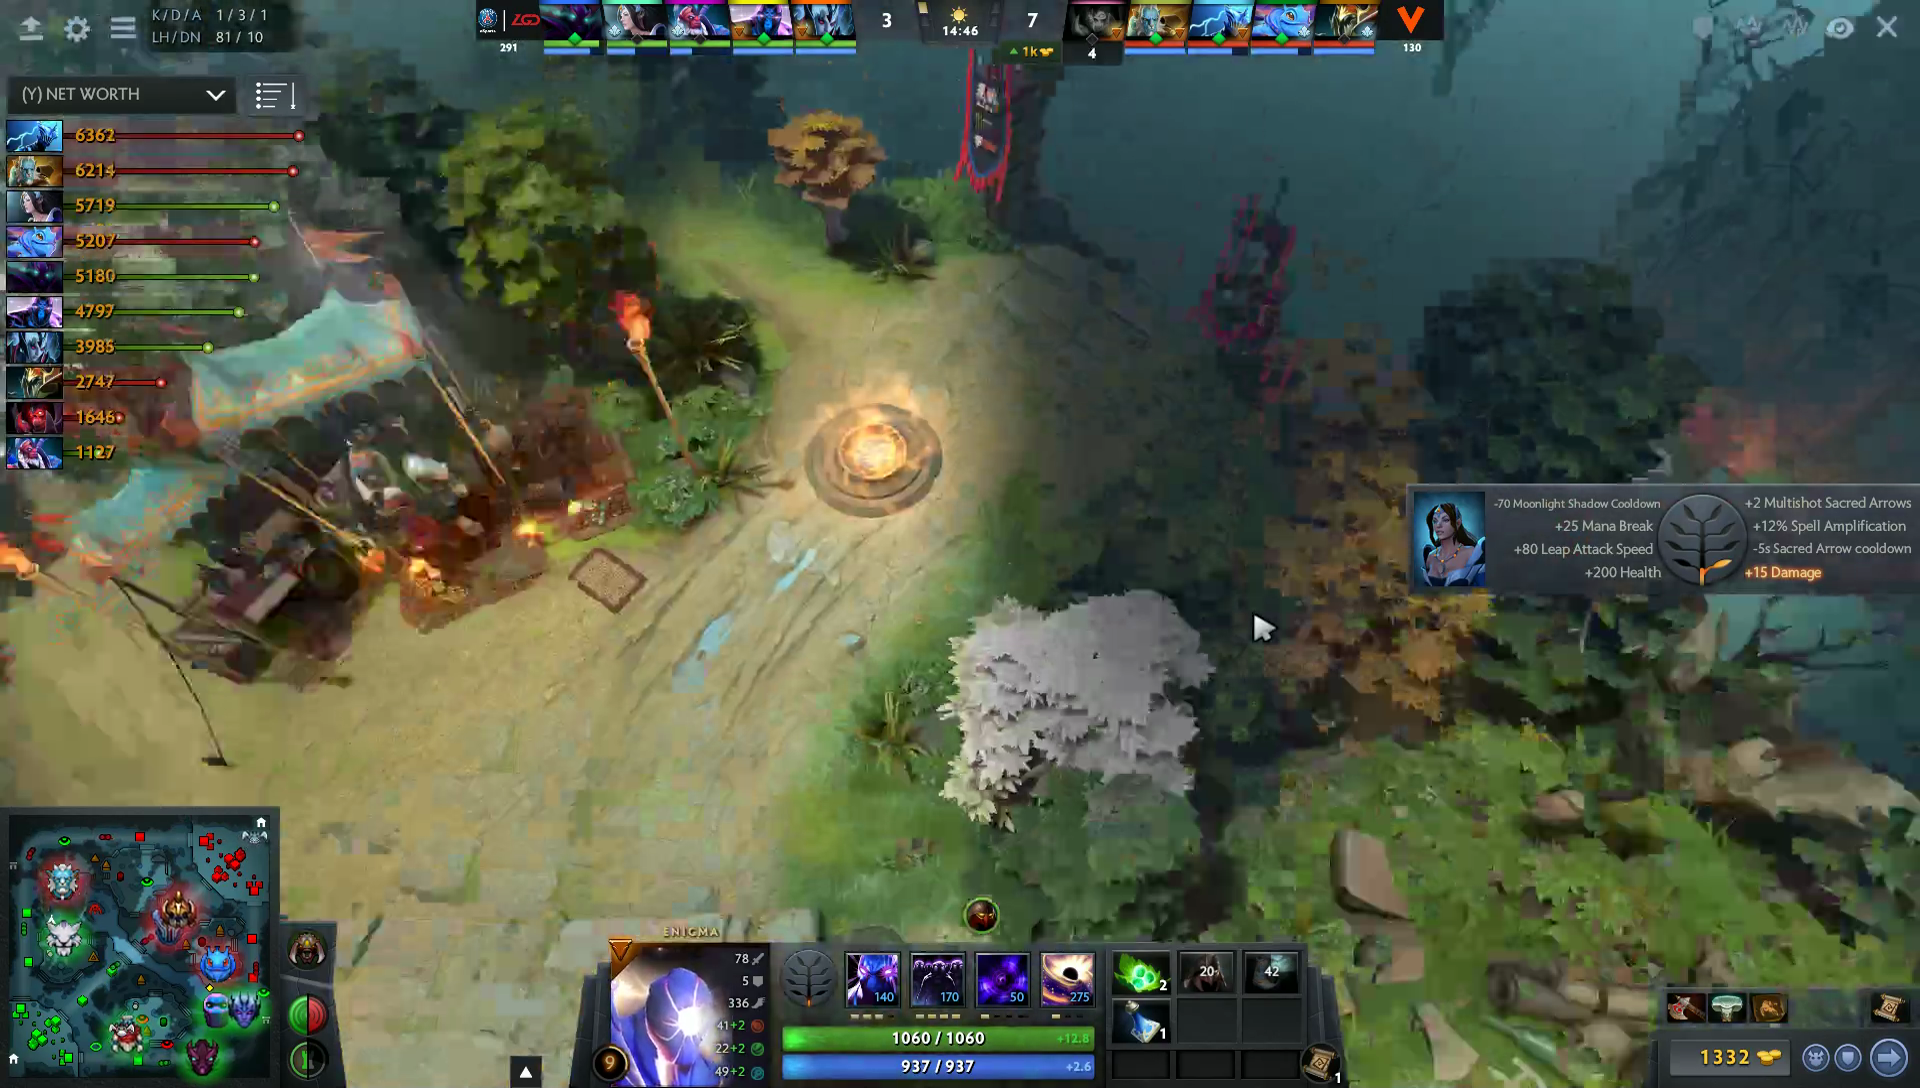 K/D/A 1/3/1
LH/DN 81/10
LGD
291
3
14:46
7
1k
4
130
(Y) NET WORTH
6362
6214
5719
5207
5180
4797
3985
2747
1646
1127
-70 Moonlight Shadow Cooldown
+2 Multishot Sacred Arrows
+25 Mana Break
+12% Spell Amplification
+80 Leap Attack Speed
-5s Sacred Arrow cooldown
+200 Health
+15 Damage
ENIGMA
78
5
336
41+2
22+2
49+2
9
140
170
50
275
2
20
42
1
1060 / 1060
+12.8
937 / 937
+2.6
1
1332